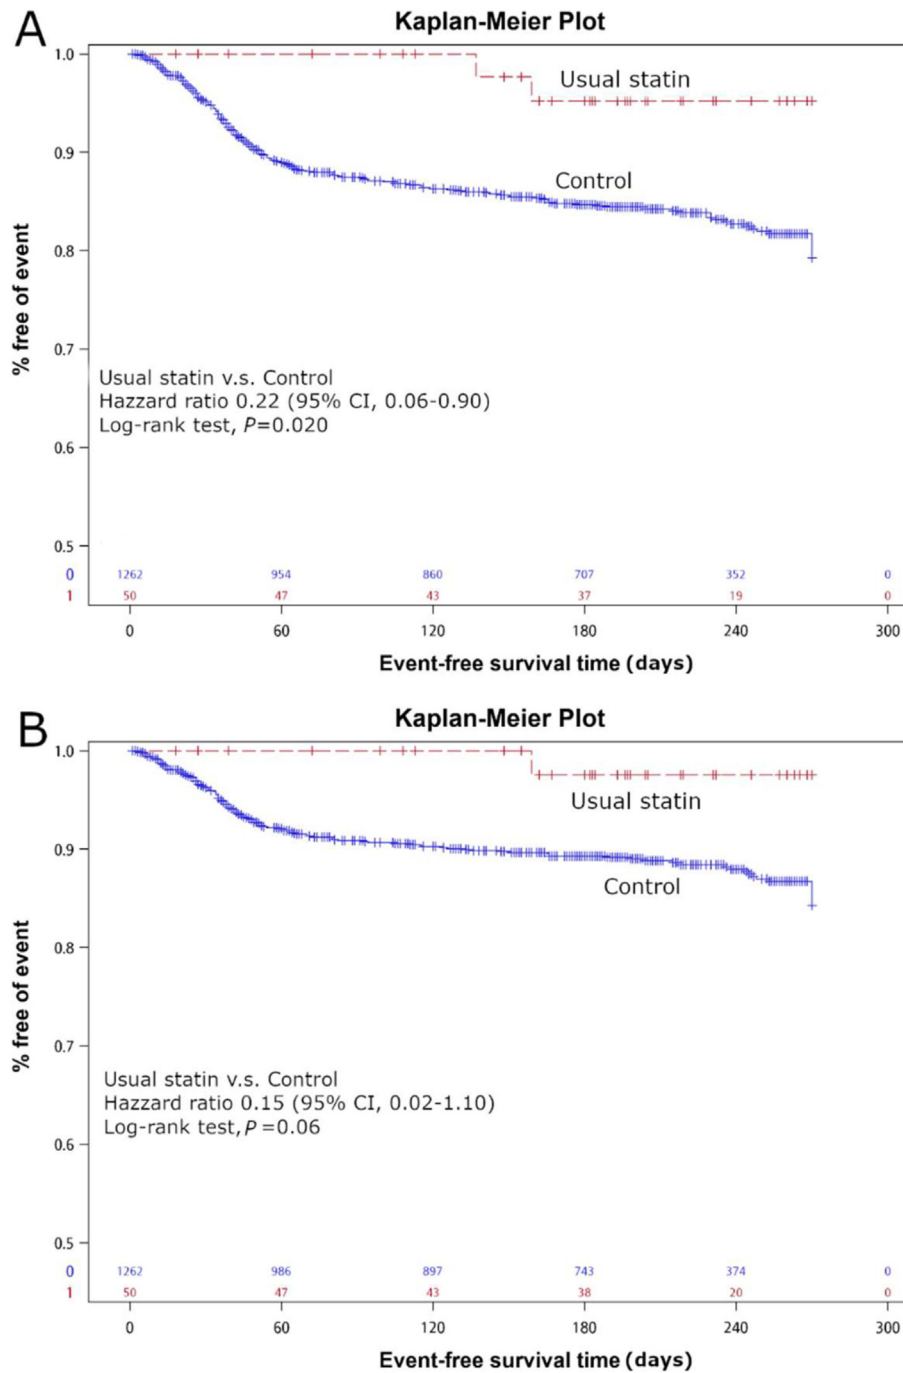 A
Kaplan-Meier Plot
1.0
Usual statin
0.9
Control
0.8
% free of event
0.7
Usual statin v.s. Control
Hazzard ratio 0.22 (95% CI, 0.06-0.90)
Log-rank test, P=0.020
0.6
0.5
0 1262 954 860 707 352 0
1 50 47 43 37 19 0
0 60 120 180 240 300
Event-free survival time (days)
B
Kaplan-Meier Plot
1.0
Usual statin
0.9
Control
0.8
% free of event
0.7
Usual statin v.s. Control
Hazzard ratio 0.15 (95% CI, 0.02-1.10)
Log-rank test, P =0.06
0.6
0.5
0 1262 986 897 743 374 0
1 50 47 43 38 20 0
0 60 120 180 240 300
Event-free survival time (days)